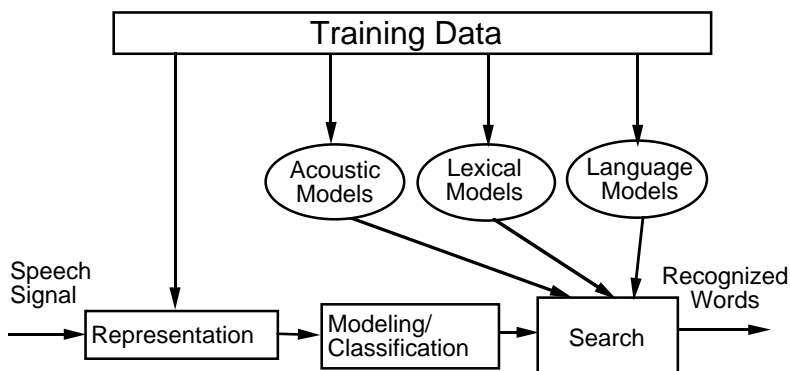 Training Data
Acoustic
Models
Lexical
Models
Language
Models
Speech
Signal
Recognized
Words
Representation
Modeling/
Classification
Search